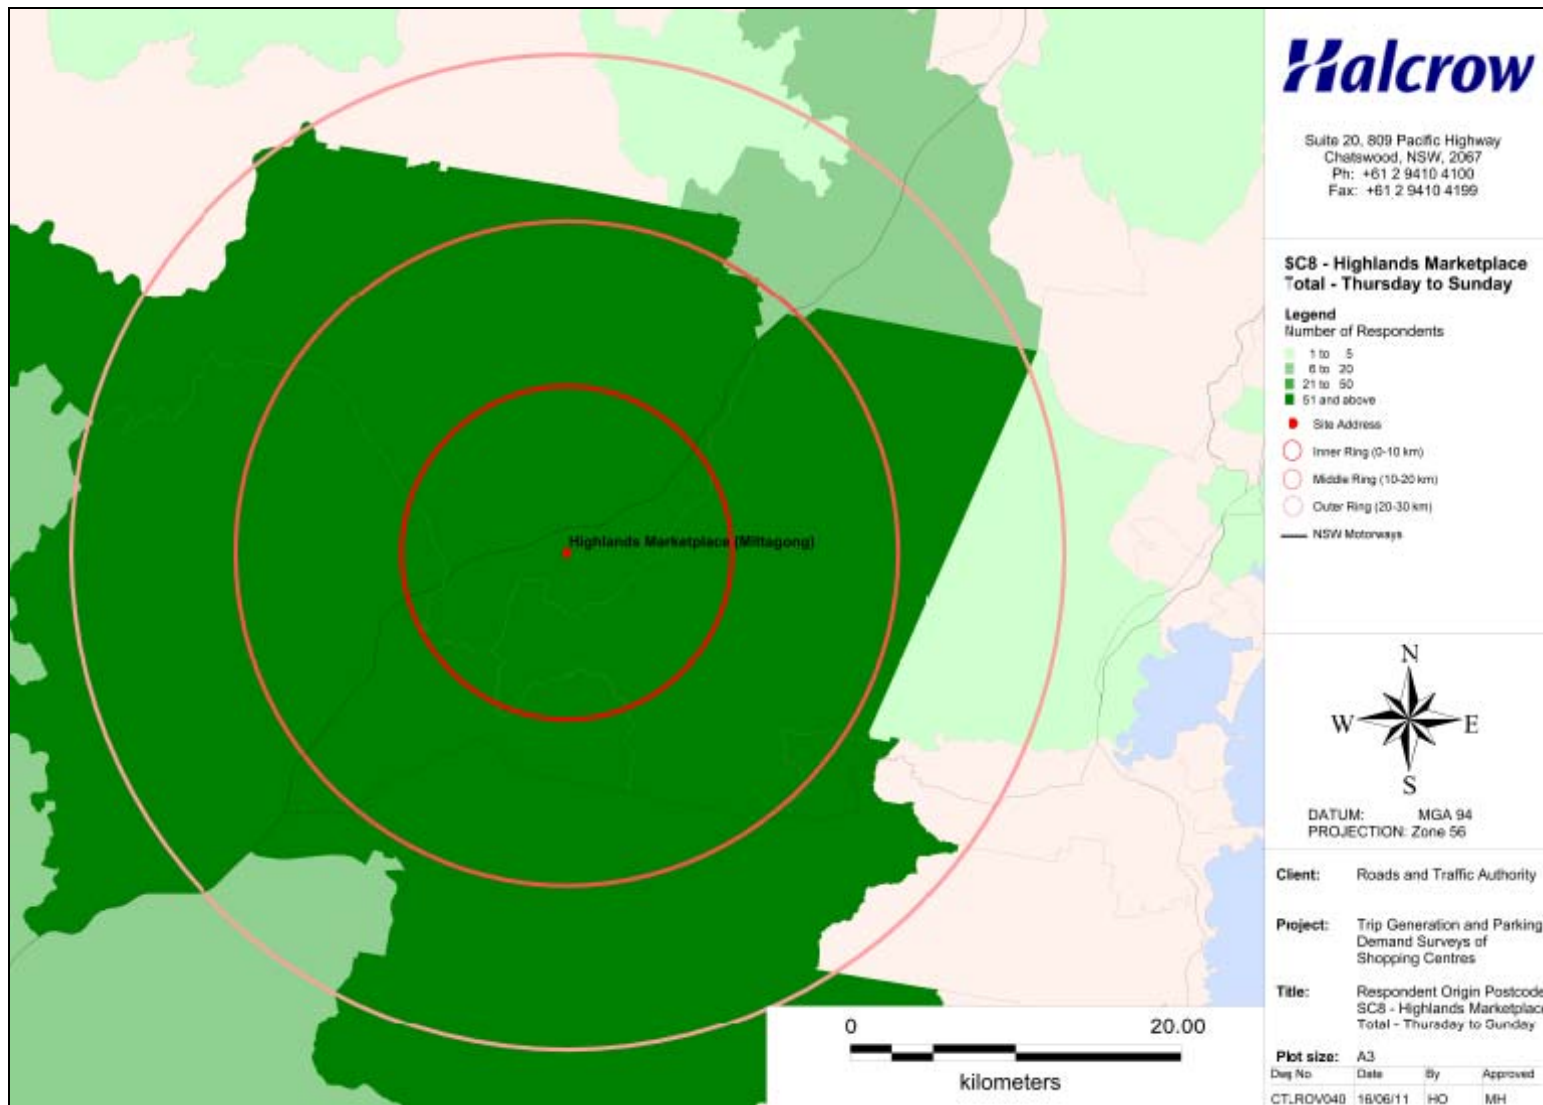 Halcrow
Suite 20, 809 Pacific Highway
Chatswood, NSW, 2067
Ph: +61 2 9410 4100
Fax: +61 2 9410 4199
SC8 - Highlands Marketplace
Total - Thursday to Sunday
Legend
Number of Respondents
1 to 5
6 to 20
21 to 50
51 and above
Site Address
Inner Ring (0-10 km)
Middle Ring (10-20 km)
Outer Ring (20-30 km)
NSW Motorways
Highlands Marketplace (Mittagong)
N
W E
S
DATUM: MGA 94
PROJECTION: Zone 56
Client: Roads and Traffic Authority
Project: Trip Generation and Parking
Demand Surveys of
Shopping Centres
Title: Respondent Origin Postcode
SC8 - Highlands Marketplace
Total - Thursday to Sunday
Plot size: A3
Dwg No. Date By Approved
CTLROV040 16/06/11 HO MH
0 20.00
kilometers